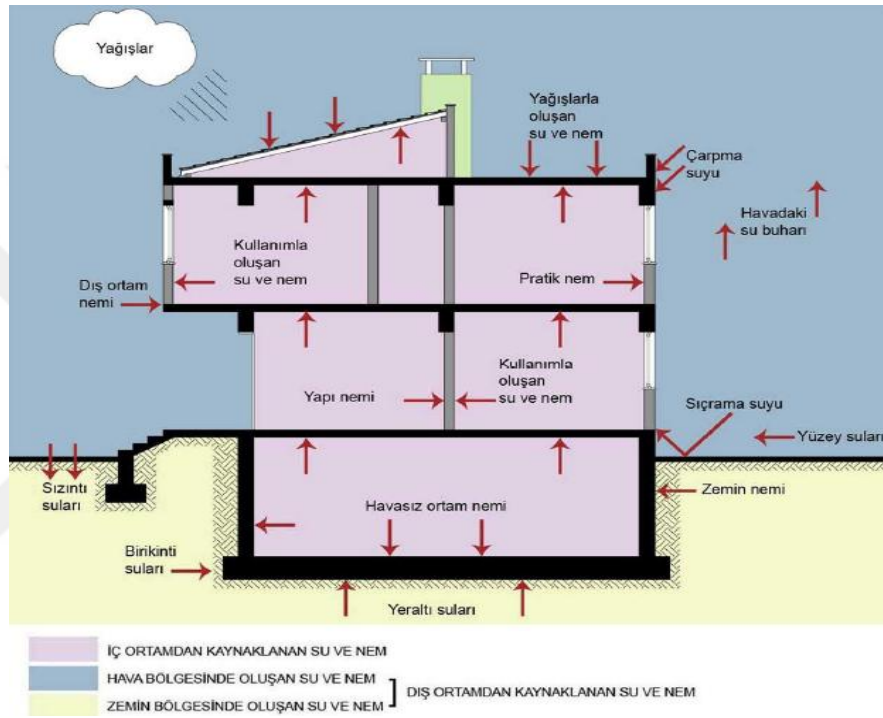 Yağışlar
Yağışlarla
oluşan
su ve nem
Çarpma
suyu
Havadaki
su buharı
Kullanımla
oluşan
su ve nem
Pratik nem
Dış ortam
nemi
Yapı nemi
Kullanımla
oluşan
su ve nem
Sıçrama suyu
Yüzey suları
Sızıntı
suları
Havasız ortam nemi
Zemin nemi
Birikinti
suları
Yeraltı suları
İÇ ORTAMDAN KAYNAKLANAN SU VE NEM
HAVA BÖLGESİNDE OLUŞAN SU VE NEM
ZEMİN BÖLGESİNDE OLUŞAN SU VE NEM
DIŞ ORTAMDAN KAYNAKLANAN SU VE NEM